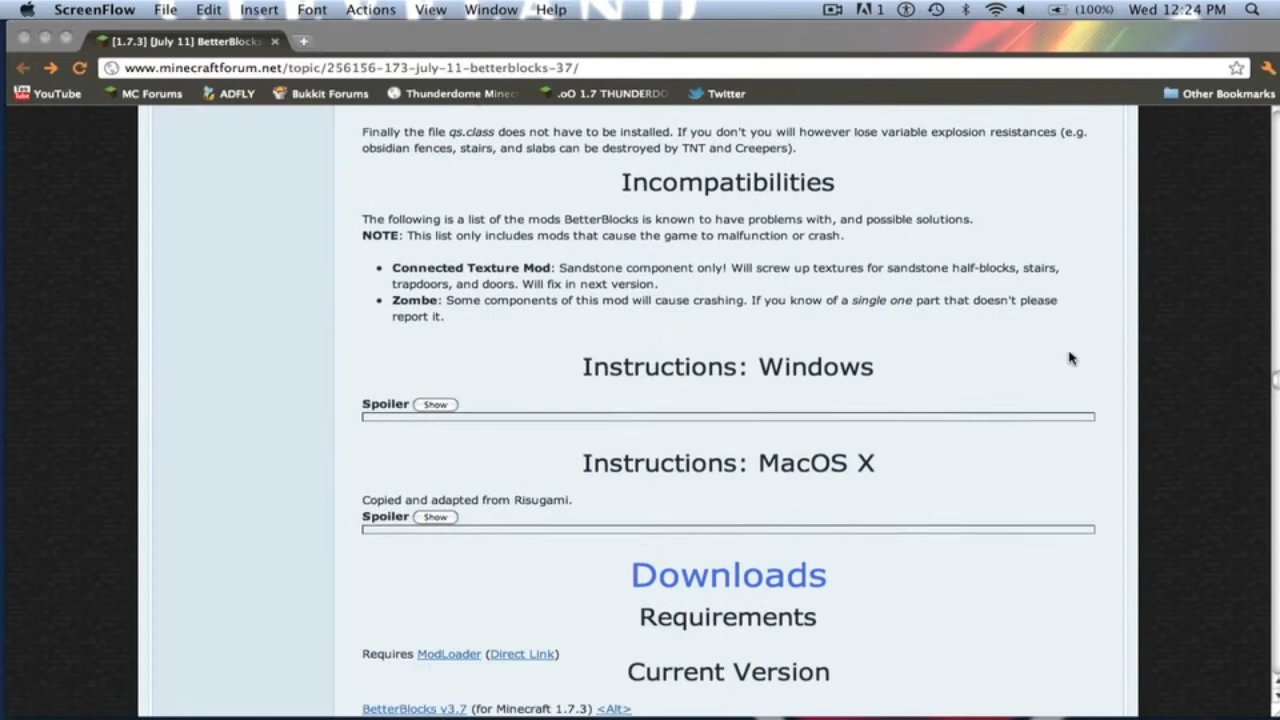 ScreenFlow File Edit Insert Font Actions View Window Help 1 (100%) Wed 12:24 PM
[1.7.3] [July 11] BetterBlocks
www.minecraftforum.net/topic/256156-173-july-11-betterblocks-37/
YouTube MC Forums ADFLY Bukkit Forums Thunderdome Minec .oO 1.7 THUNDERDO Twitter Other Bookmarks
Finally the file qs.class does not have to be installed. If you don't you will however lose variable explosion resistances (e.g.
obsidian fences, stairs, and slabs can be destroyed by TNT and Creepers).
Incompatibilities
The following is a list of the mods BetterBlocks is known to have problems with, and possible solutions.
NOTE: This list only includes mods that cause the game to malfunction or crash.
• Connected Texture Mod: Sandstone component only! Will screw up textures for sandstone half-blocks, stairs,
trapdoors, and doors. Will fix in next version.
• Zombe: Some components of this mod will cause crashing. If you know of a single one part that doesn't please
report it.
Instructions: Windows
Spoiler Show
Instructions: MacOS X
Copied and adapted from Risugami.
Spoiler Show
Downloads
Requirements
Requires ModLoader (Direct Link)
Current Version
BetterBlocks v3.7 (for Minecraft 1.7.3) <Alt>